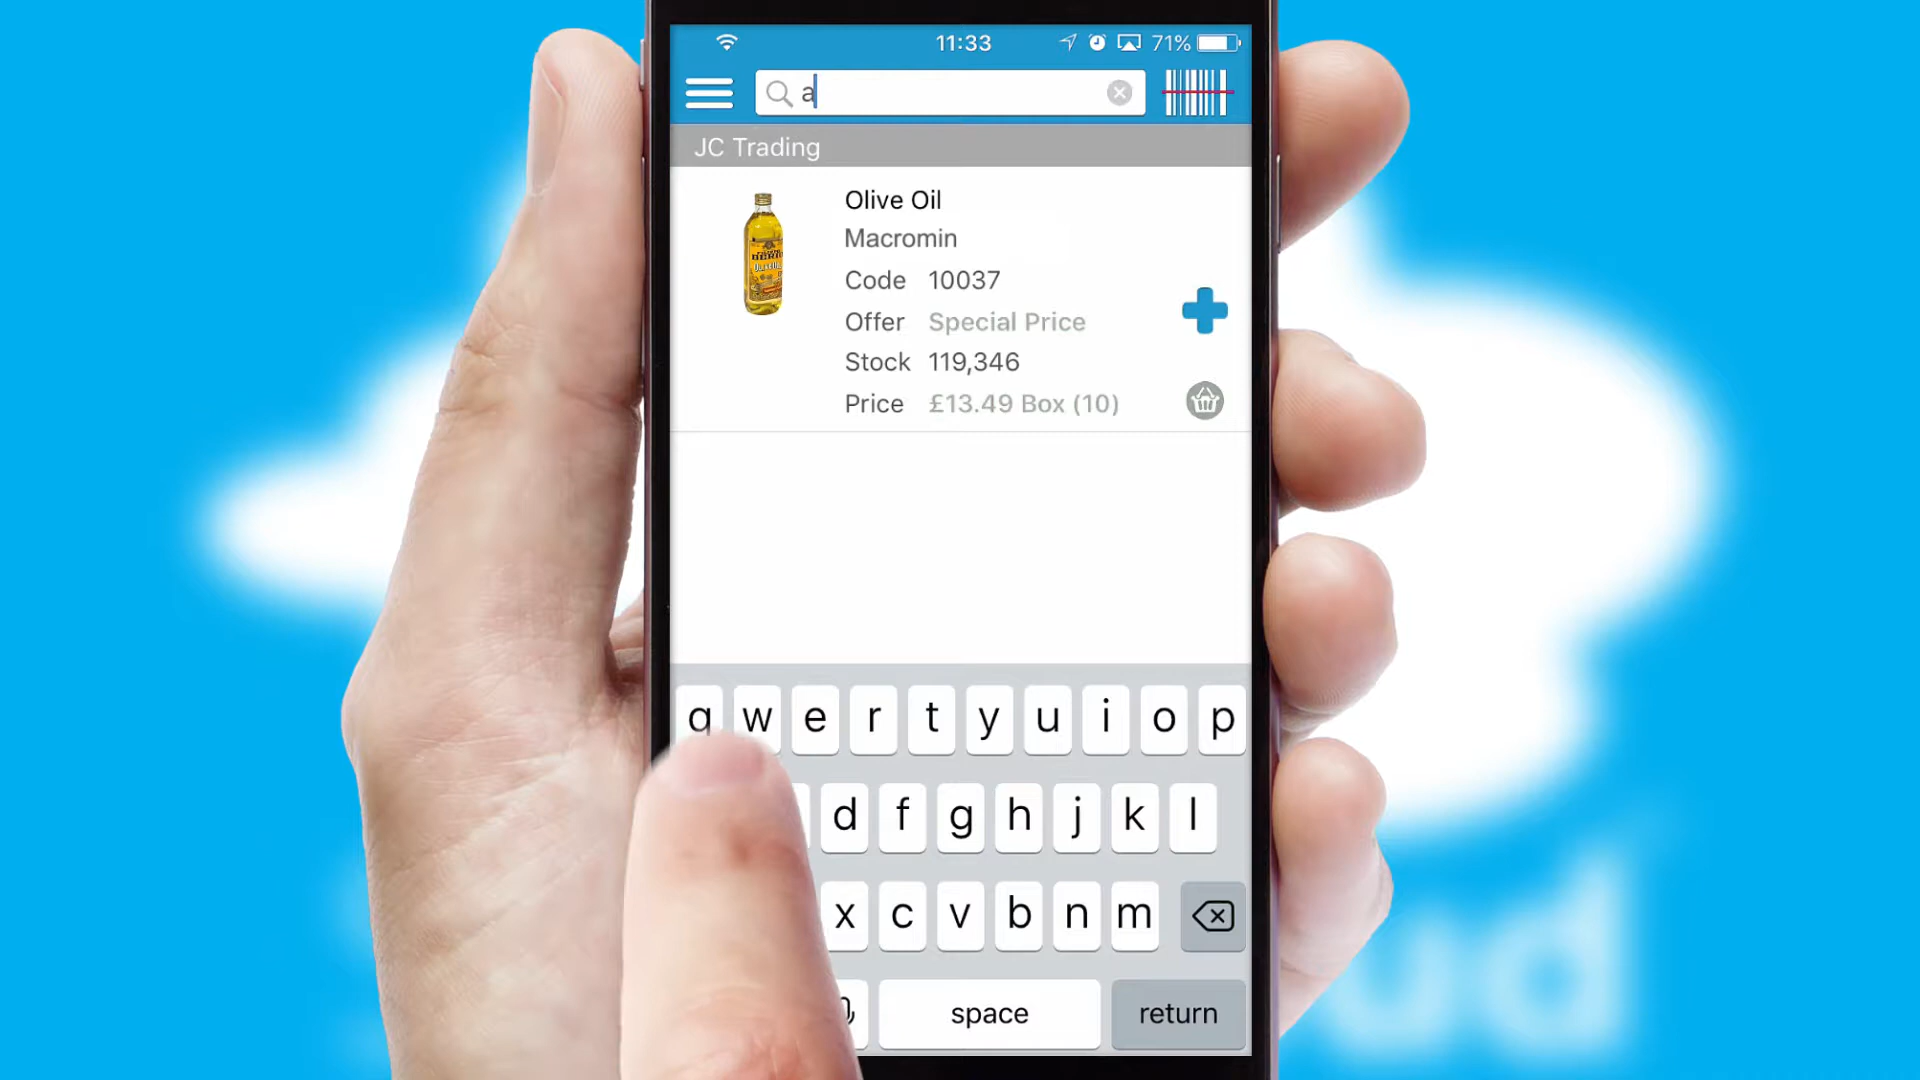 11:33 71%
a
JC Trading
Olive Oil
Macromin
Code 10037
Offer Special Price
Stock 119,346
Price £13.49 Box (10)
q w e r t y u i o p
d f g h j k l
x c v b n m
space return
ud